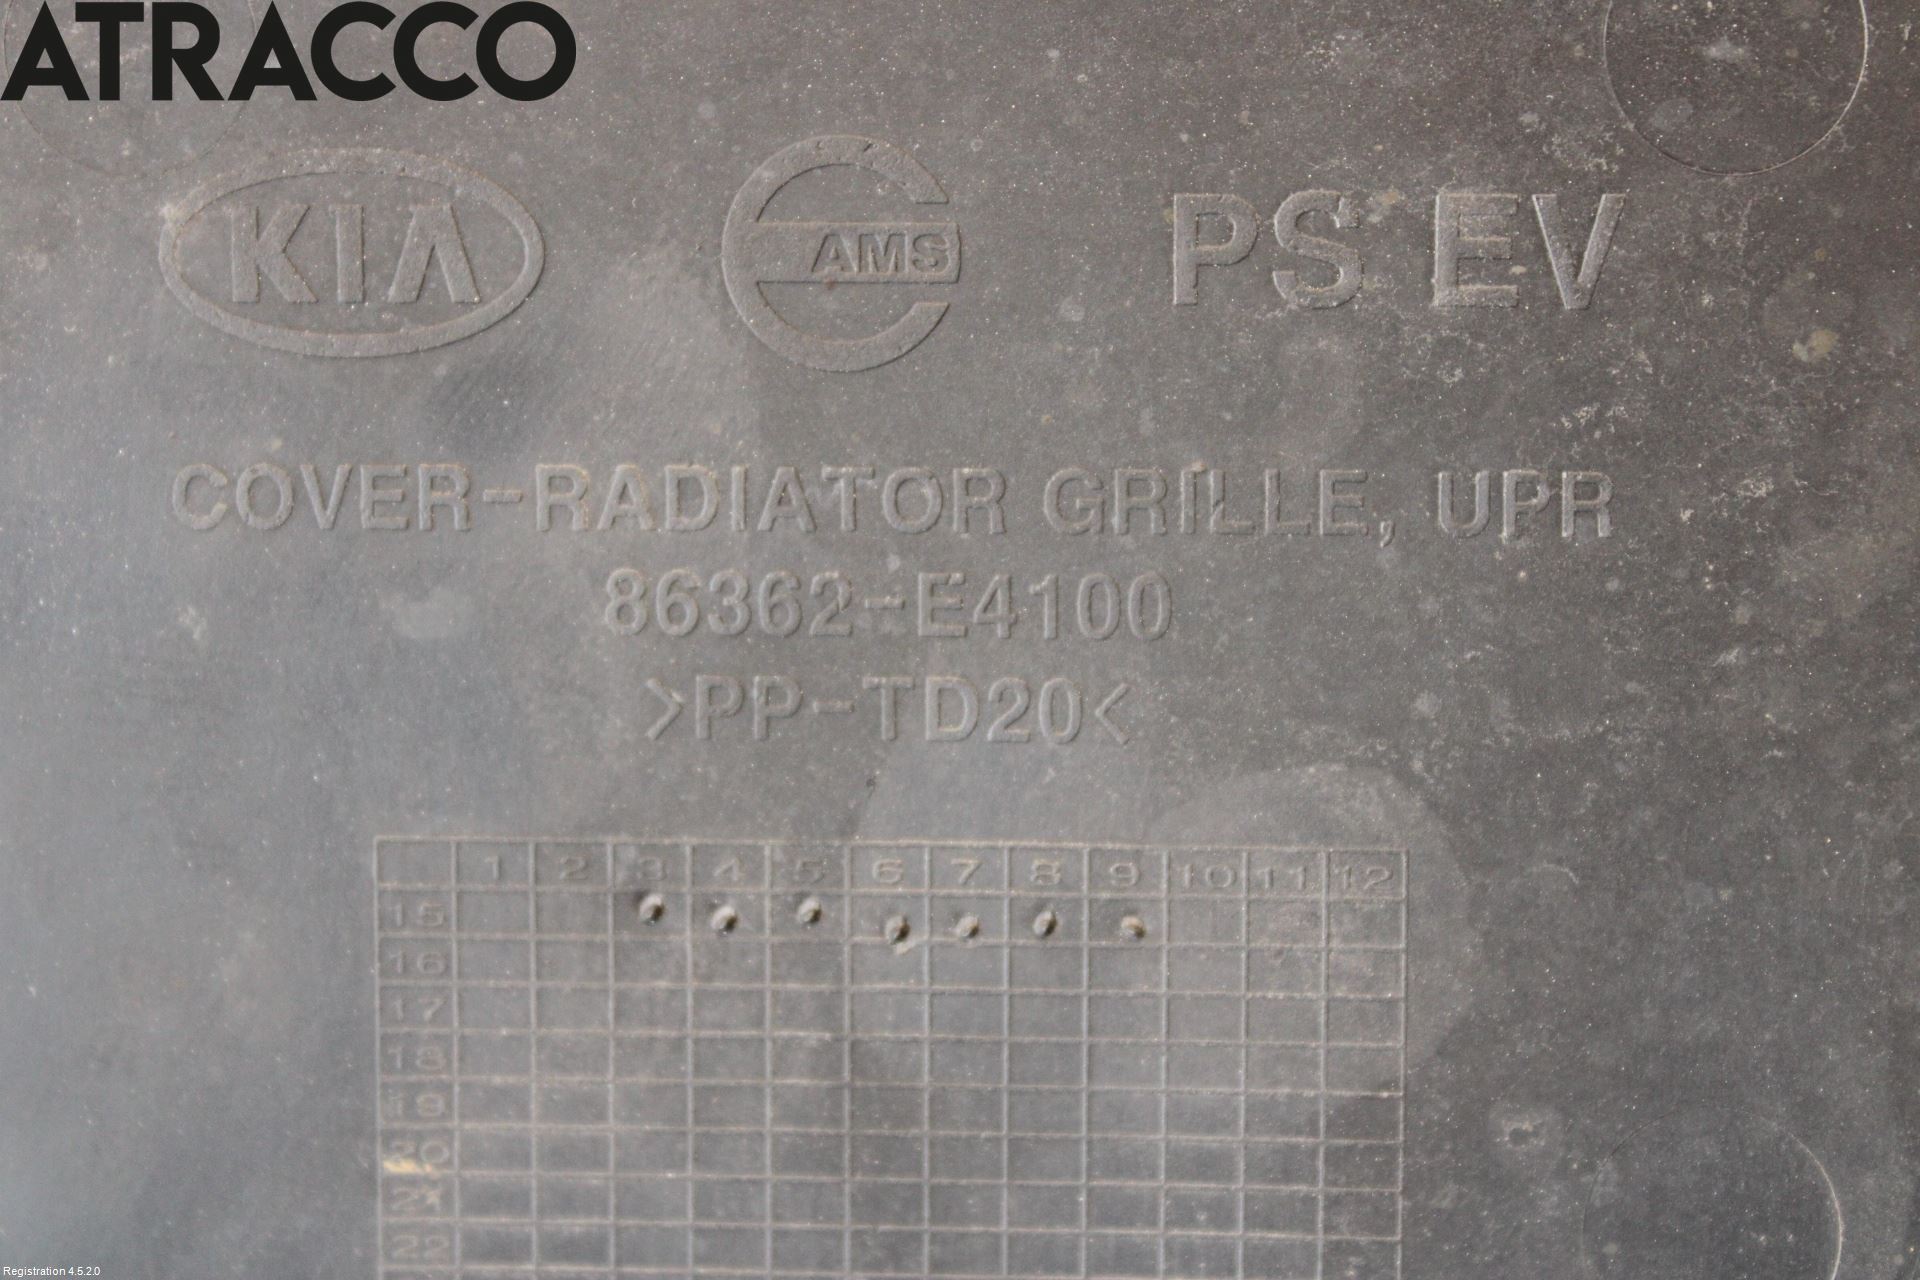 ATRACCO
KIA
AMS
PS EV
COVER-RADIATOR GRILLE, UPR
86362-E4100
>PP-TD20<
1 2 3 4 5 6 7 8 9 10 11 12
15
16
17
18
19
20
21
22
Registration 4.5.2.0